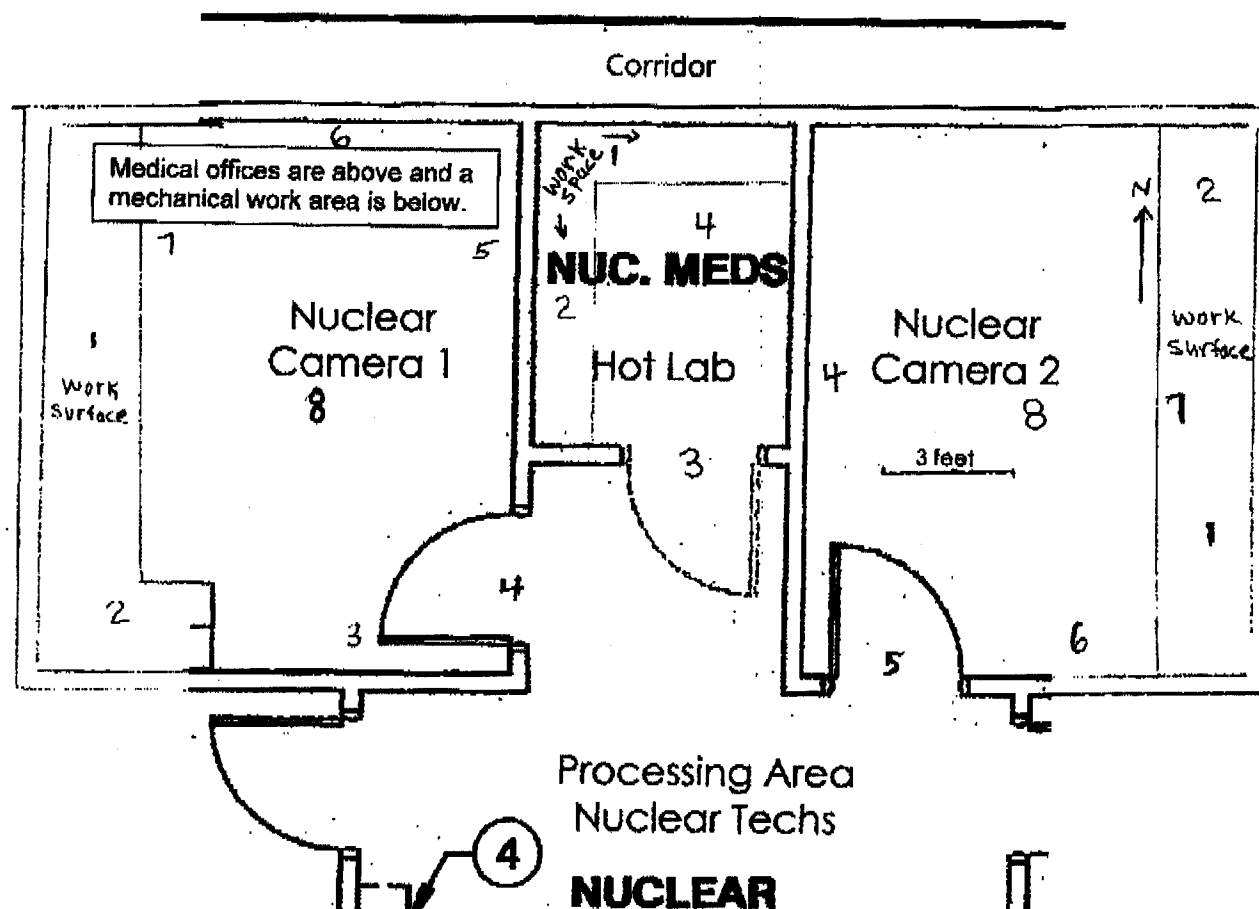 Corridor
6
Medical offices are above and a
mechanical work area is below.
work
space
1
N
2
7
5
4
NUC. MEDS
2
Nuclear
Camera 1
8
1
work
surface
Hot Lab
Nuclear
Camera 2
8
4
work
surface
7
3 feet
3
1
2
3
4
5
6
Processing Area
Nuclear Techs
4
NUCLEAR